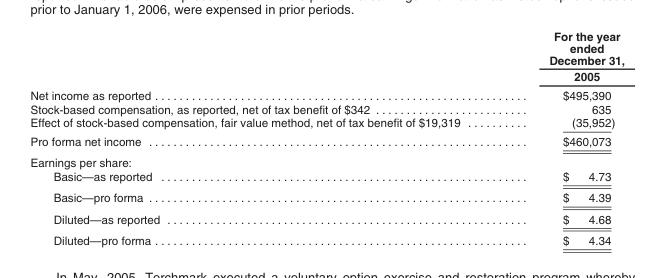 prior to January 1, 2006, were expensed in prior periods.
For the year
ended
December 31,
2005
Net income as reported . . . . . . . . . . . . . . . . . . . . $495,390
Stock-based compensation, as reported, net of tax benefit of $342 . . . . . . . . . . 635
Effect of stock-based compensation, fair value method, net of tax benefit of $19,319 . . . . . . . . . . (35,952)
Pro forma net income . . . . . . . . . . . . . . . . . . . . $460,073
Earnings per share:
Basic—as reported . . . . . . . . . . . . . . . . . . . . $ 4.73
Basic—pro forma . . . . . . . . . . . . . . . . . . . . $ 4.39
Diluted—as reported . . . . . . . . . . . . . . . . . . . . $ 4.68
Diluted—pro forma . . . . . . . . . . . . . . . . . . . . $ 4.34
In May, 2005, Torchmark executed a voluntary option exercise and restoration program whereby